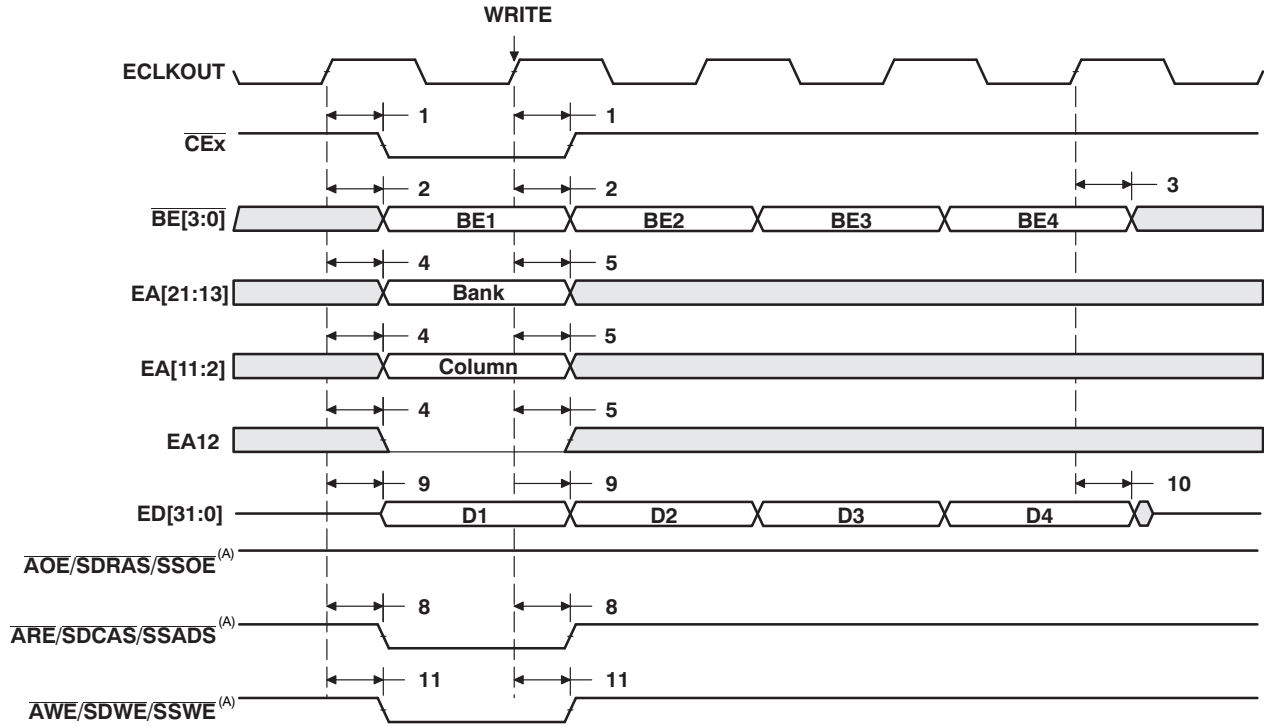 WRITE
ECLKOUT
1 1
CEx
2 2 3
BE[3:0] BE1 BE2 BE3 BE4
4 5
EA[21:13] Bank
4 5
EA[11:2] Column
4 5
EA12
9 9 10
ED[31:0] D1 D2 D3 D4
AOE/SDRAS/SSOE(A)
8 8
ARE/SDCAS/SSADS(A)
11 11
AWE/SDWE/SSWE(A)